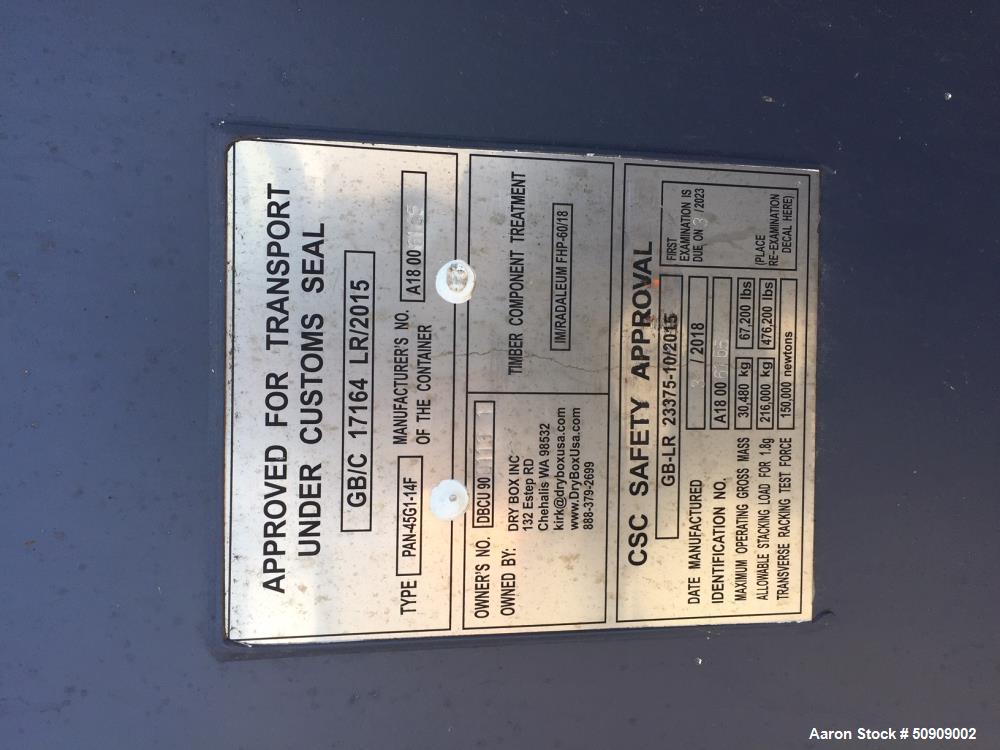 APPROVED FOR TRANSPORT
UNDER CUSTOMS SEAL
GB/C 17164 LR/2015
TYPE PAN-45G1-14F MANUFACTURER'S NO. A18 00
OF THE CONTAINER
OWNER'S NO. DBCU 90
OWNED BY: DRY BOX INC
132 Estep RD
Chehalis WA 98532
kirk@dryboxusa.com
www.DryBoxUsa.com
888-379-2699
TIMBER COMPONENT TREATMENT
IM/RADALEUM FHP-60/18
CSC SAFETY APPROVAL
GB-LR 23375-10/2015
DATE MANUFACTURED 3 / 2018
IDENTIFICATION NO. A18 00
MAXIMUM OPERATING GROSS MASS 30,480 kg 67,200 lbs
ALLOWABLE STACKING LOAD FOR 1.8g 216,000 kg 476,200 lbs
TRANSVERSE RACKING TEST FORCE 150,000 newtons
FIRST
EXAMINATION IS
DUE ON 3 / 2023
(PLACE
RE-EXAMINATION
DECAL HERE)
Aaron Stock # 50909002